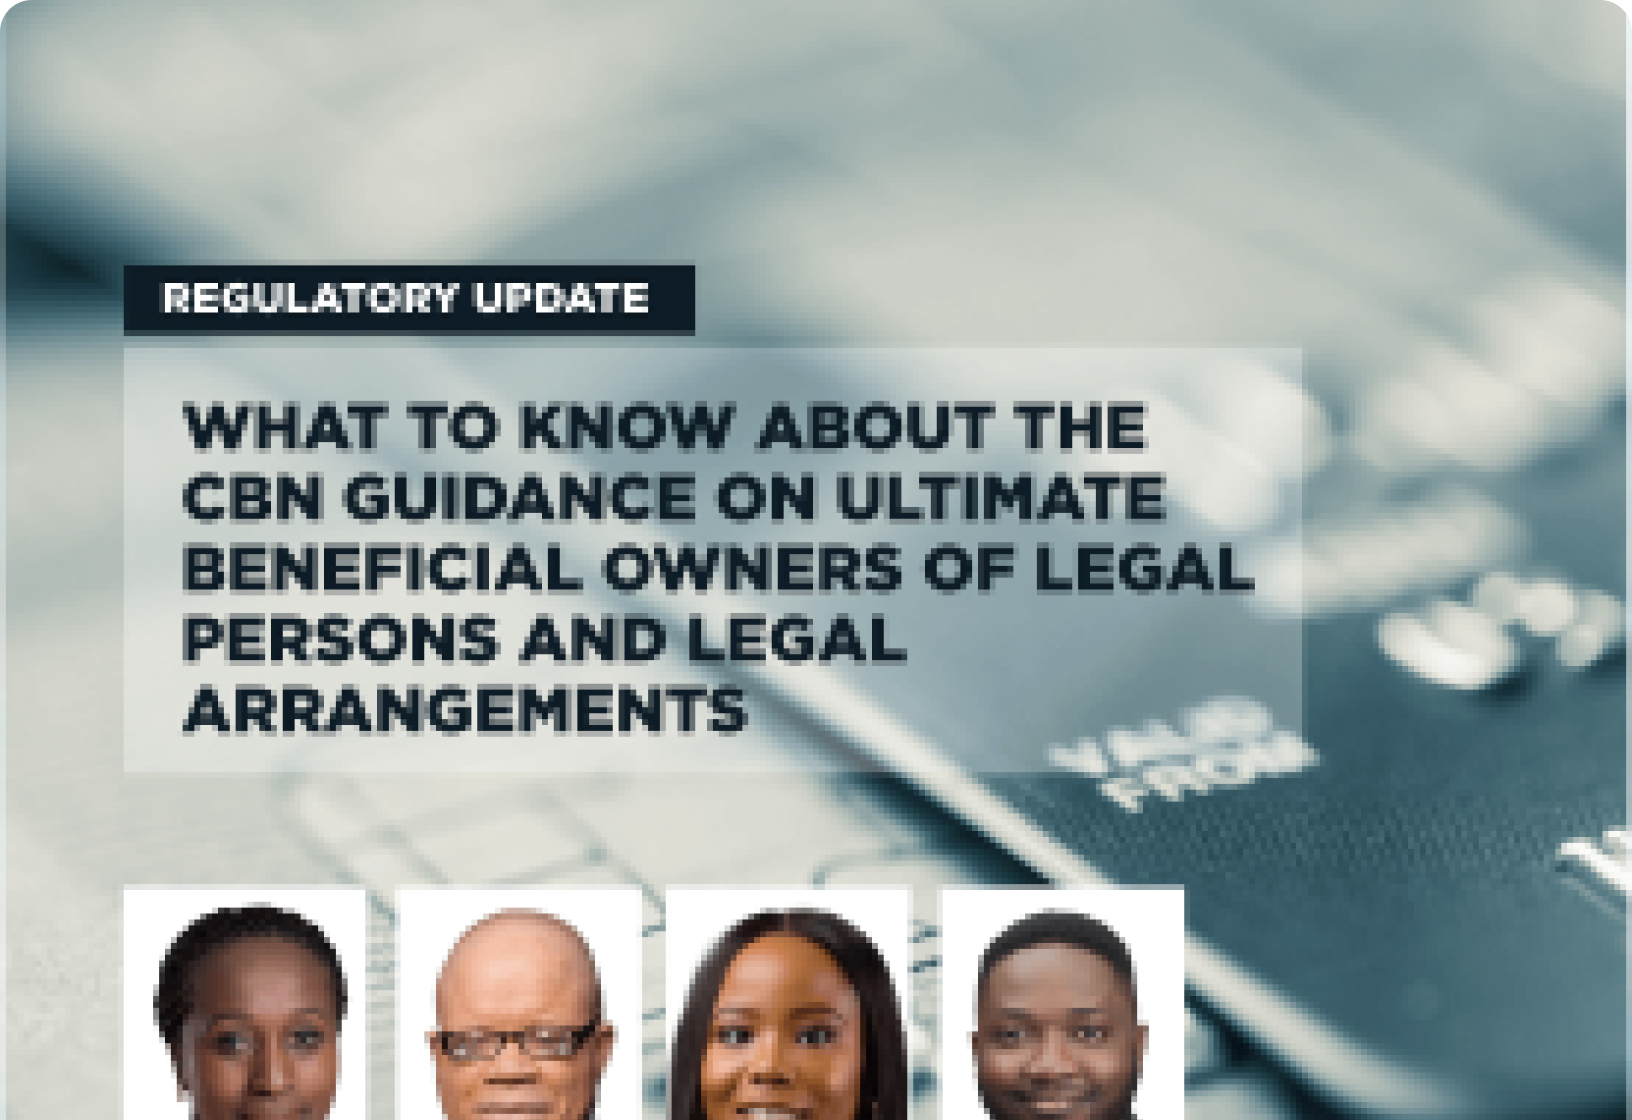 REGULATORY UPDATE
WHAT TO KNOW ABOUT THE
CBN GUIDANCE ON ULTIMATE
BENEFICIAL OWNERS OF LEGAL
PERSONS AND LEGAL
ARRANGEMENTS
FROM